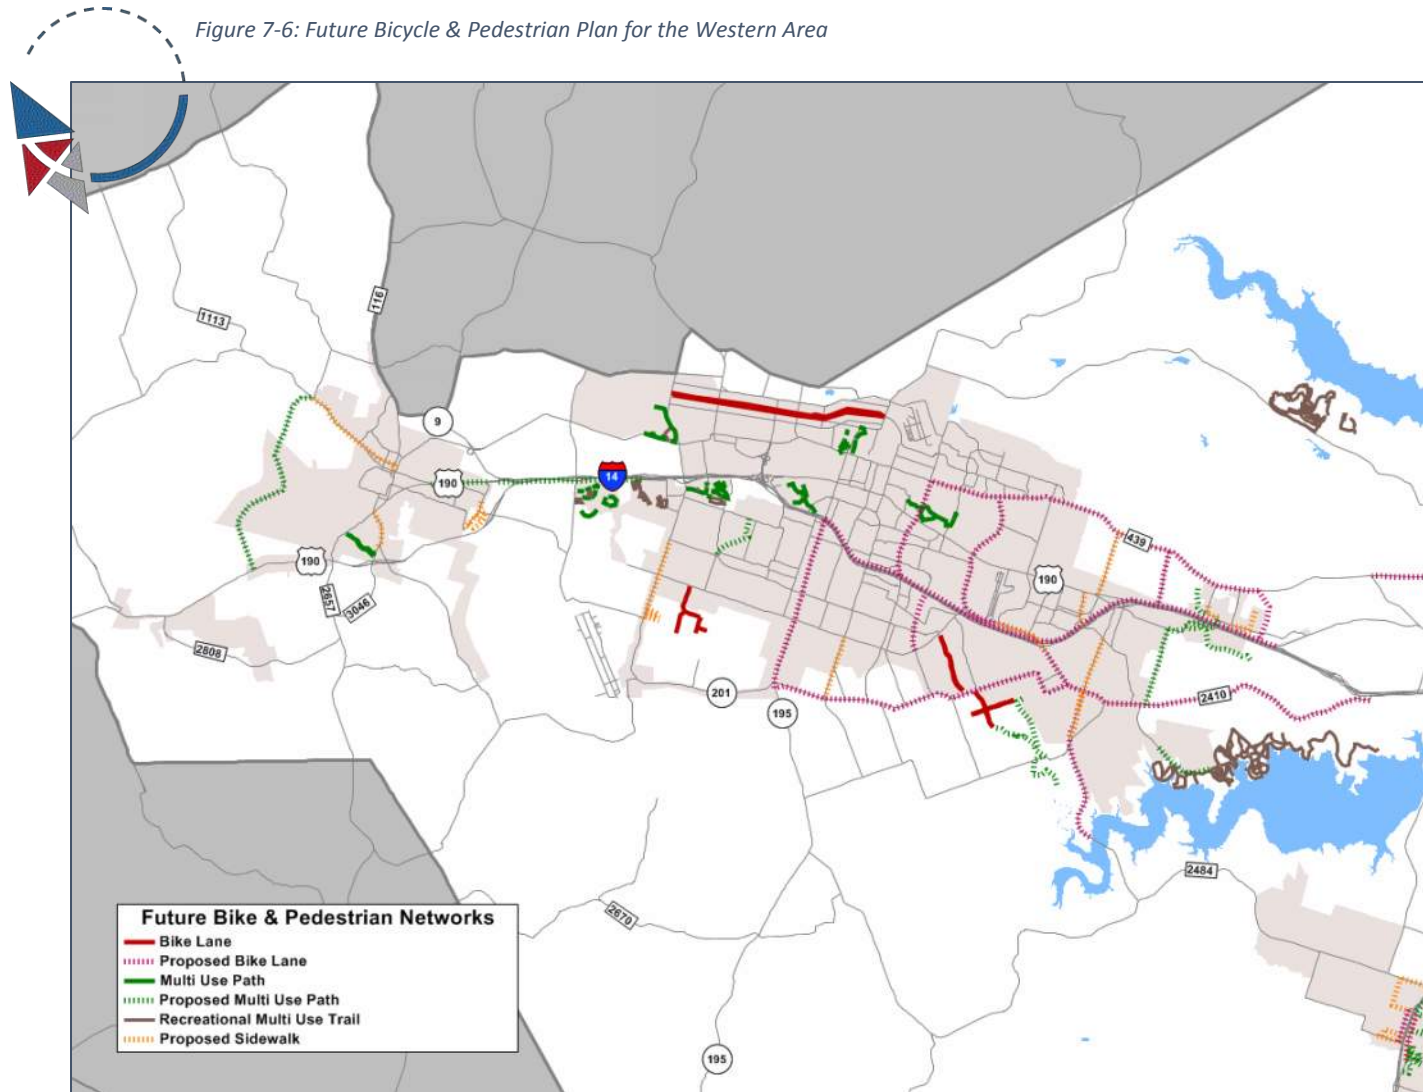 Figure 7-6: Future Bicycle & Pedestrian Plan for the Western Area
116
1113
9
190
14
439
190
190
2657
3046
2808
201
195
2410
2484
2670
195
Future Bike & Pedestrian Networks
Bike Lane
Proposed Bike Lane
Multi Use Path
Proposed Multi Use Path
Recreational Multi Use Trail
Proposed Sidewalk